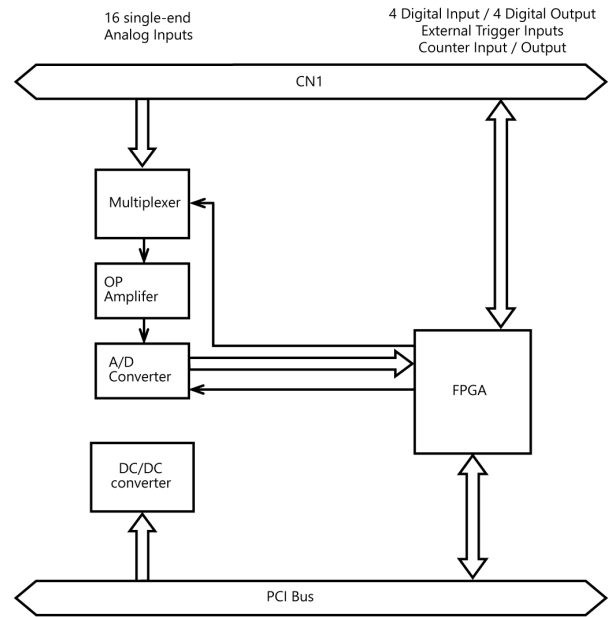 16 single-end
Analog Inputs
4 Digital Input / 4 Digital Output
External Trigger Inputs
Counter Input / Output
CN1
Multiplexer
OP
Amplifer
A/D
Converter
FPGA
DC/DC
converter
PCI Bus